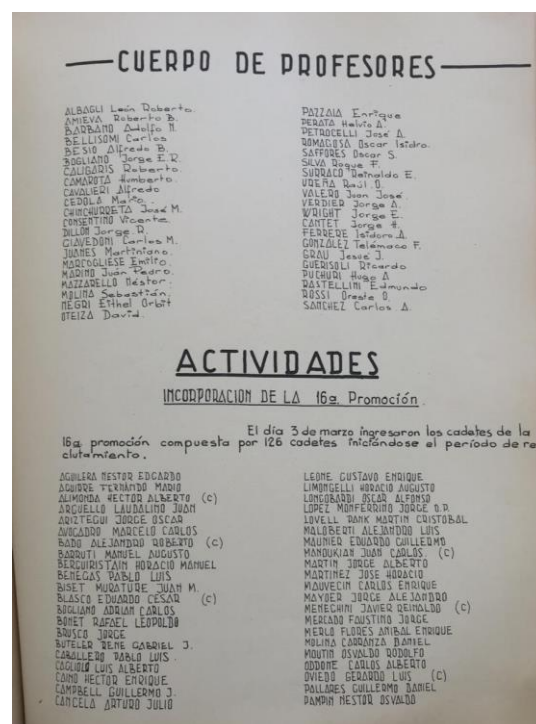 CUERPO DE PROFESORES
ALBAGLI León Roberto.
AMIEVA Roberto B.
BARBANO Adolfo N.
BELLISOMI Carlos
BESIO Alfredo B.
BOGLIANO Jorge E.R.
CALIGARIS Roberto.
CAMAROTA Humberto.
CAVALIERI Alfredo
CEDOLA Mario.
CHINCHURRETA José M.
CONSENTINO Vicente.
DILLON Jorge R.
GIAVEDONI Carlos M.
JUANES Martiniano.
MARCOGLIESE Emilio.
MARINO Juan Pedro.
MAZZARELLO Néstor.
MOLINA Sebastián.
NEGRI Eithel Orbit
OTEIZA David.
PAZZAIA Enrique
PERATA Helvio A.
PETROCELLI José A.
ROMAGOSA Oscar Isidro.
SAFFORES Oscar S.
SILVA Roque F.
SURRACO Reinaldo E.
UREÑA Raúl O.
VALERO Juan José
VERDIER Jorge A.
WRIGHT Jorge E.
CANTET Jorge H.
FERRERE Isidoro A.
GONZÁLEZ Telémaco F.
GRAU Jesué J.
GUERISOLI Ricardo
PUCHURI Hugo A
RASTELLINI Edmundo
ROSSI Oreste O.
SANCHEZ Carlos A.
ACTIVIDADES
INCORPORACION DE LA 16a. Promoción.
El día 3 de marzo ingresaron los cadetes de la
16a promoción compuesta por 126 cadetes iniciándose el período de re
clutamiento.
AGUILERA NESTOR EDGARDO
AGUIRRE FERNANDO MARIO
ALIMONDA HECTOR ALBERTO (c)
ARGUELLO LAUDALINO JUAN
ARIZTEGUI JORGE OSCAR
AVOGADRO MARCELO CARLOS
BADO ALEJANDRO ROBERTO (c)
BARRUTI MANUEL AUGUSTO
BERGUIRISTAIN HORACIO MANUEL
BENEGAS PABLO LUIS
BISET MURATURE JUAN M.
BLASCO EDUARDO CESAR (c)
BOGLIANO ADRIAN CARLOS
BONET RAFAEL LEOPOLDO
BRUSCO JORGE
BUTELER RENE GABRIEL J.
CABALLERO PABLO LUIS.
CAGLIOLO LUIS ALBERTO
CAINO HECTOR ENRIQUE
CAMPBELL GUILLERMO J.
CANCELA ARTURO JULIO
LEONE GUSTAVO ENRIQUE
LIMONGELLI HORACIO AUGUSTO
LONGOBARDI OSCAR ALFONSO
LOPEZ MONFERRINO JORGE O.P.
LOVELL RANK MARTIN CRISTOBAL
MALOBERTI ALEJANDRO LUIS
MAUNIER EDUARDO GUILLERMO
MANOUKIAN JUAN CARLOS. (c)
MARTIN JORGE ALBERTO
MARTINEZ JOSE HORACIO
MAUVECIN CARLOS ENRIQUE
MAYOER JORGE ALEJANDRO
MENEGHINI JAVIER REINALDO (c)
MERCADO FAUSTINO JORGE
MERLO FLORES ANIBAL ENRIQUE
MOLINA CARRANZA DANIEL
MOUTIN OSVALDO RODOLFO
ODDONE CARLOS ALBERTO
OVIEDO GERARDO LUIS (c)
PALLARES GUILLERMO DANIEL
PAMPIN NESTOR OSVALDO